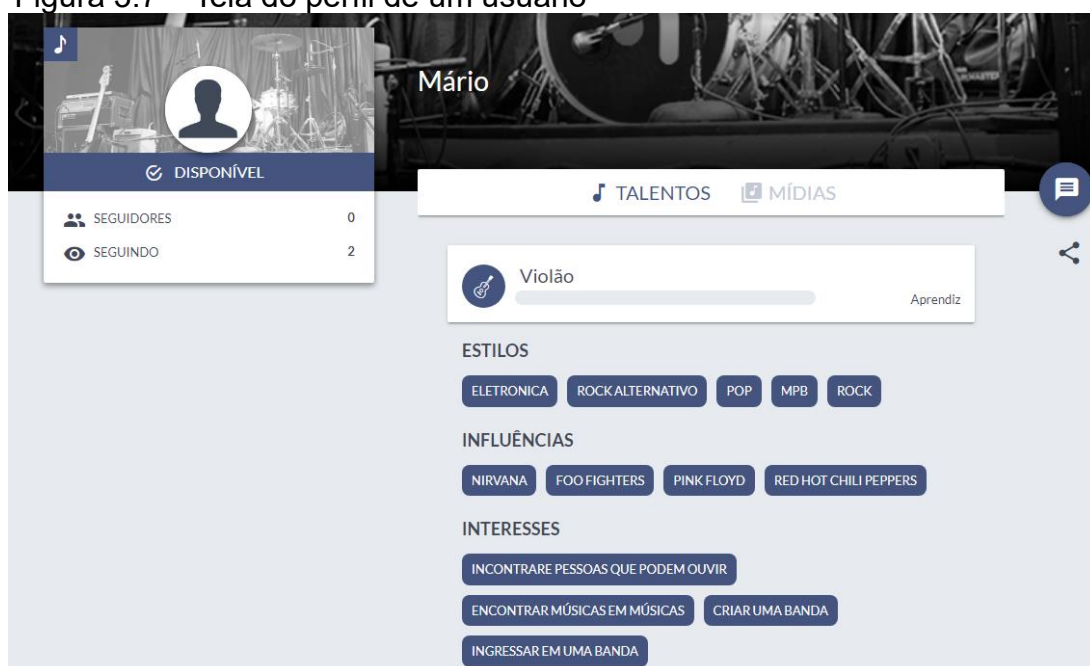 Figura 3.7 – Tela do perfil de um usuário
Mário
DISPONÍVEL
SEGUIDORES 0
SEGUINDO 2
TALENTOS MÍDIAS
Violão
Aprendiz
ESTILOS
ELETRONICA ROCK ALTERNATIVO POP MPB ROCK
INFLUÊNCIAS
NIRVANA FOO FIGHTERS PINK FLOYD RED HOT CHILI PEPPERS
INTERESSES
INCONTRARE PESSOAS QUE PODEM OUVIR
ENCONTRAR MÚSICAS EM MÚSICAS CRIAR UMA BANDA
INGRESSAR EM UMA BANDA